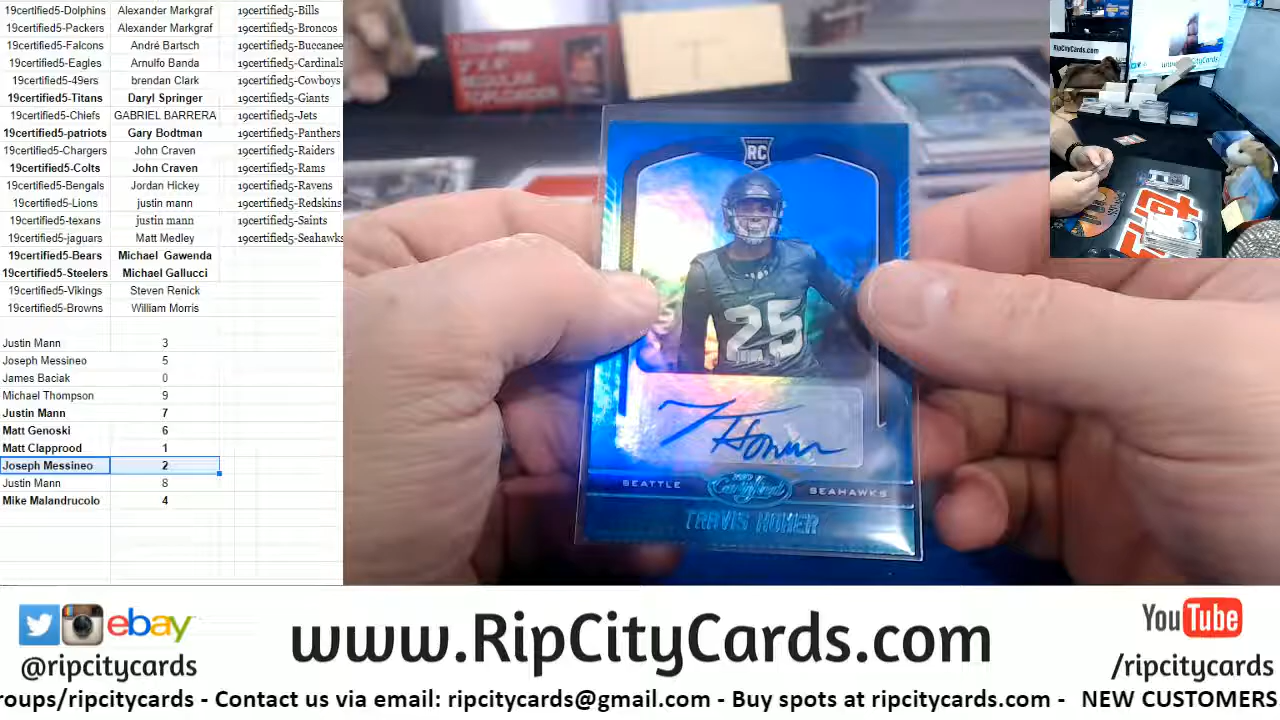 19certified5-Dolphins Alexander Markgraf 19certified5-Bills
19certified5-Packers Alexander Markgraf 19certified5-Broncos
19certified5-Falcons André Bartsch 19certified5-Buccanee
19certified5-Eagles Arnulfo Banda 19certified5-Cardinals
19certified5-49ers brendan Clark 19certified5-Cowboys
19certified5-Titans Daryl Springer 19certified5-Giants
19certified5-Chiefs GABRIEL BARRERA 19certified5-Jets
19certified5-patriots Gary Bodtman 19certified5-Panthers
19certified5-Chargers John Craven 19certified5-Raiders
19certified5-Colts John Craven 19certified5-Rams
19certified5-Bengals Jordan Hickey 19certified5-Ravens
19certified5-Lions justin mann 19certified5-Redskins
19certified5-texans justin mann 19certified5-Saints
19certified5-jaguars Matt Medley 19certified5-Seahawks
19certified5-Bears Michael Gawenda
19certified5-Steelers Michael Gallucci
19certified5-Vikings Steven Renick
19certified5-Browns William Morris
Justin Mann 3
Joseph Messineo 5
James Baciak 0
Michael Thompson 9
Justin Mann 7
Matt Genoski 6
Matt Clapprood 1
Joseph Messineo 2
Justin Mann 8
Mike Malandrucolo 4
RC
25
SEATTLE Certified SEAHAWKS
TRAVIS HOMER
ebay
@ripcitycards
www.RipCityCards.com
YouTube
/ripcitycards
roups/ripcitycards - Contact us via email: ripcitycards@gmail.com - Buy spots at ripcitycards.com - NEW CUSTOMERS